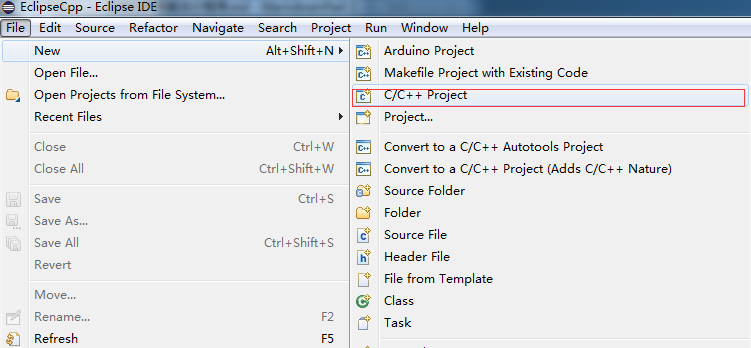 EclipseCpp - Eclipse IDE
File Edit Source Refactor Navigate Search Project Run Window Help
New Alt+Shift+N
Open File...
Open Projects from File System...
Recent Files
Close Ctrl+W
Close All Ctrl+Shift+W
Save Ctrl+S
Save As...
Save All Ctrl+Shift+S
Revert
Move...
Rename... F2
Refresh F5
Arduino Project
Makefile Project with Existing Code
C/C++ Project
Project...
Convert to a C/C++ Autotools Project
Convert to a C/C++ Project (Adds C/C++ Nature)
Source Folder
Folder
Source File
Header File
File from Template
Class
Task